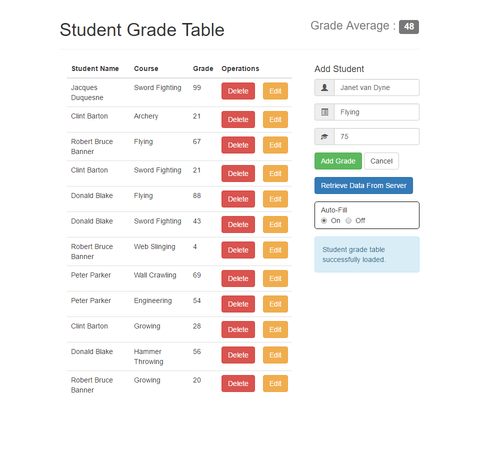 Student Grade Table
Grade Average : 48
Student Name Course Grade Operations
Jacques Duquesne Sword Fighting 99 Delete Edit
Clint Barton Archery 21 Delete Edit
Robert Bruce Banner Flying 67 Delete Edit
Clint Barton Sword Fighting 21 Delete Edit
Donald Blake Flying 88 Delete Edit
Donald Blake Sword Fighting 43 Delete Edit
Robert Bruce Banner Web Slinging 4 Delete Edit
Peter Parker Wall Crawling 69 Delete Edit
Peter Parker Engineering 54 Delete Edit
Clint Barton Growing 28 Delete Edit
Donald Blake Hammer Throwing 56 Delete Edit
Robert Bruce Banner Growing 20 Delete Edit
Add Student
Janet van Dyne
Flying
75
Add Grade Cancel
Retrieve Data From Server
Auto-Fill
On Off
Student grade table
successfully loaded.